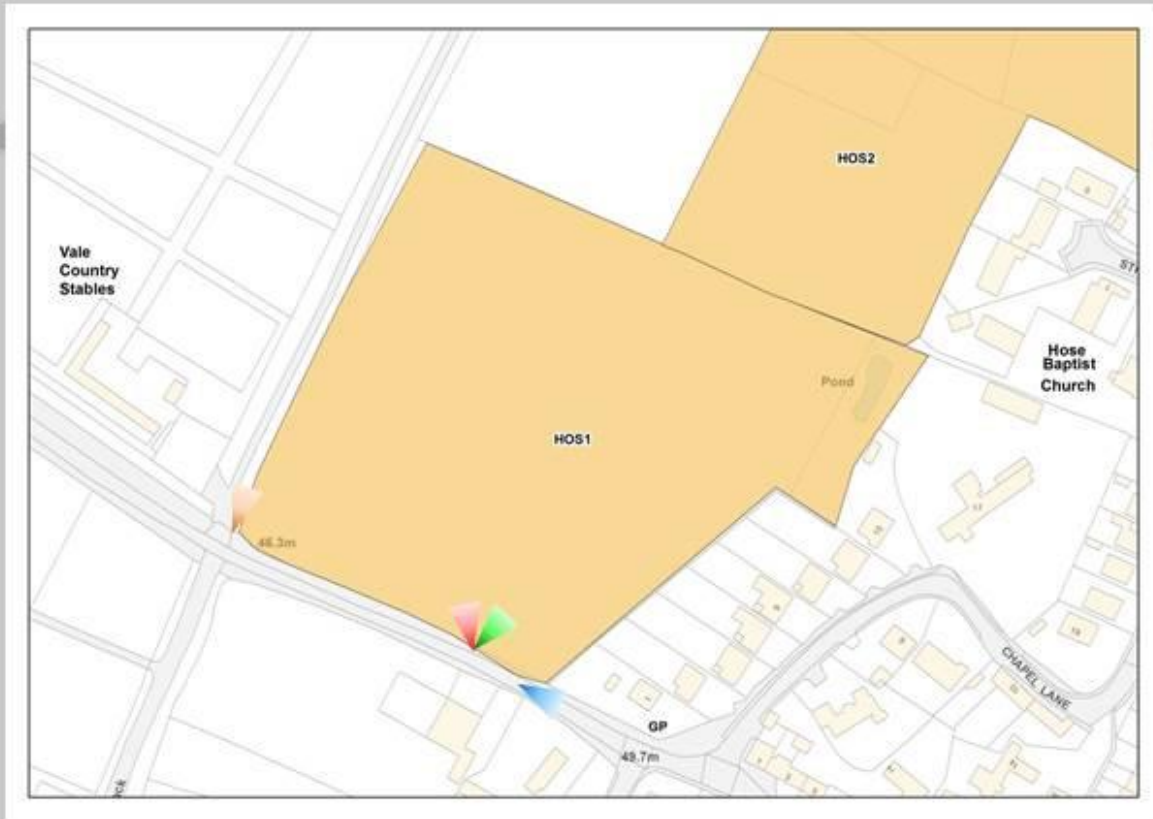 HOS2
Vale
Country
Stables
Hose
Baptist
Church
Pond
HOS1
46.3m
CHAPEL LANE
GP
49.7m